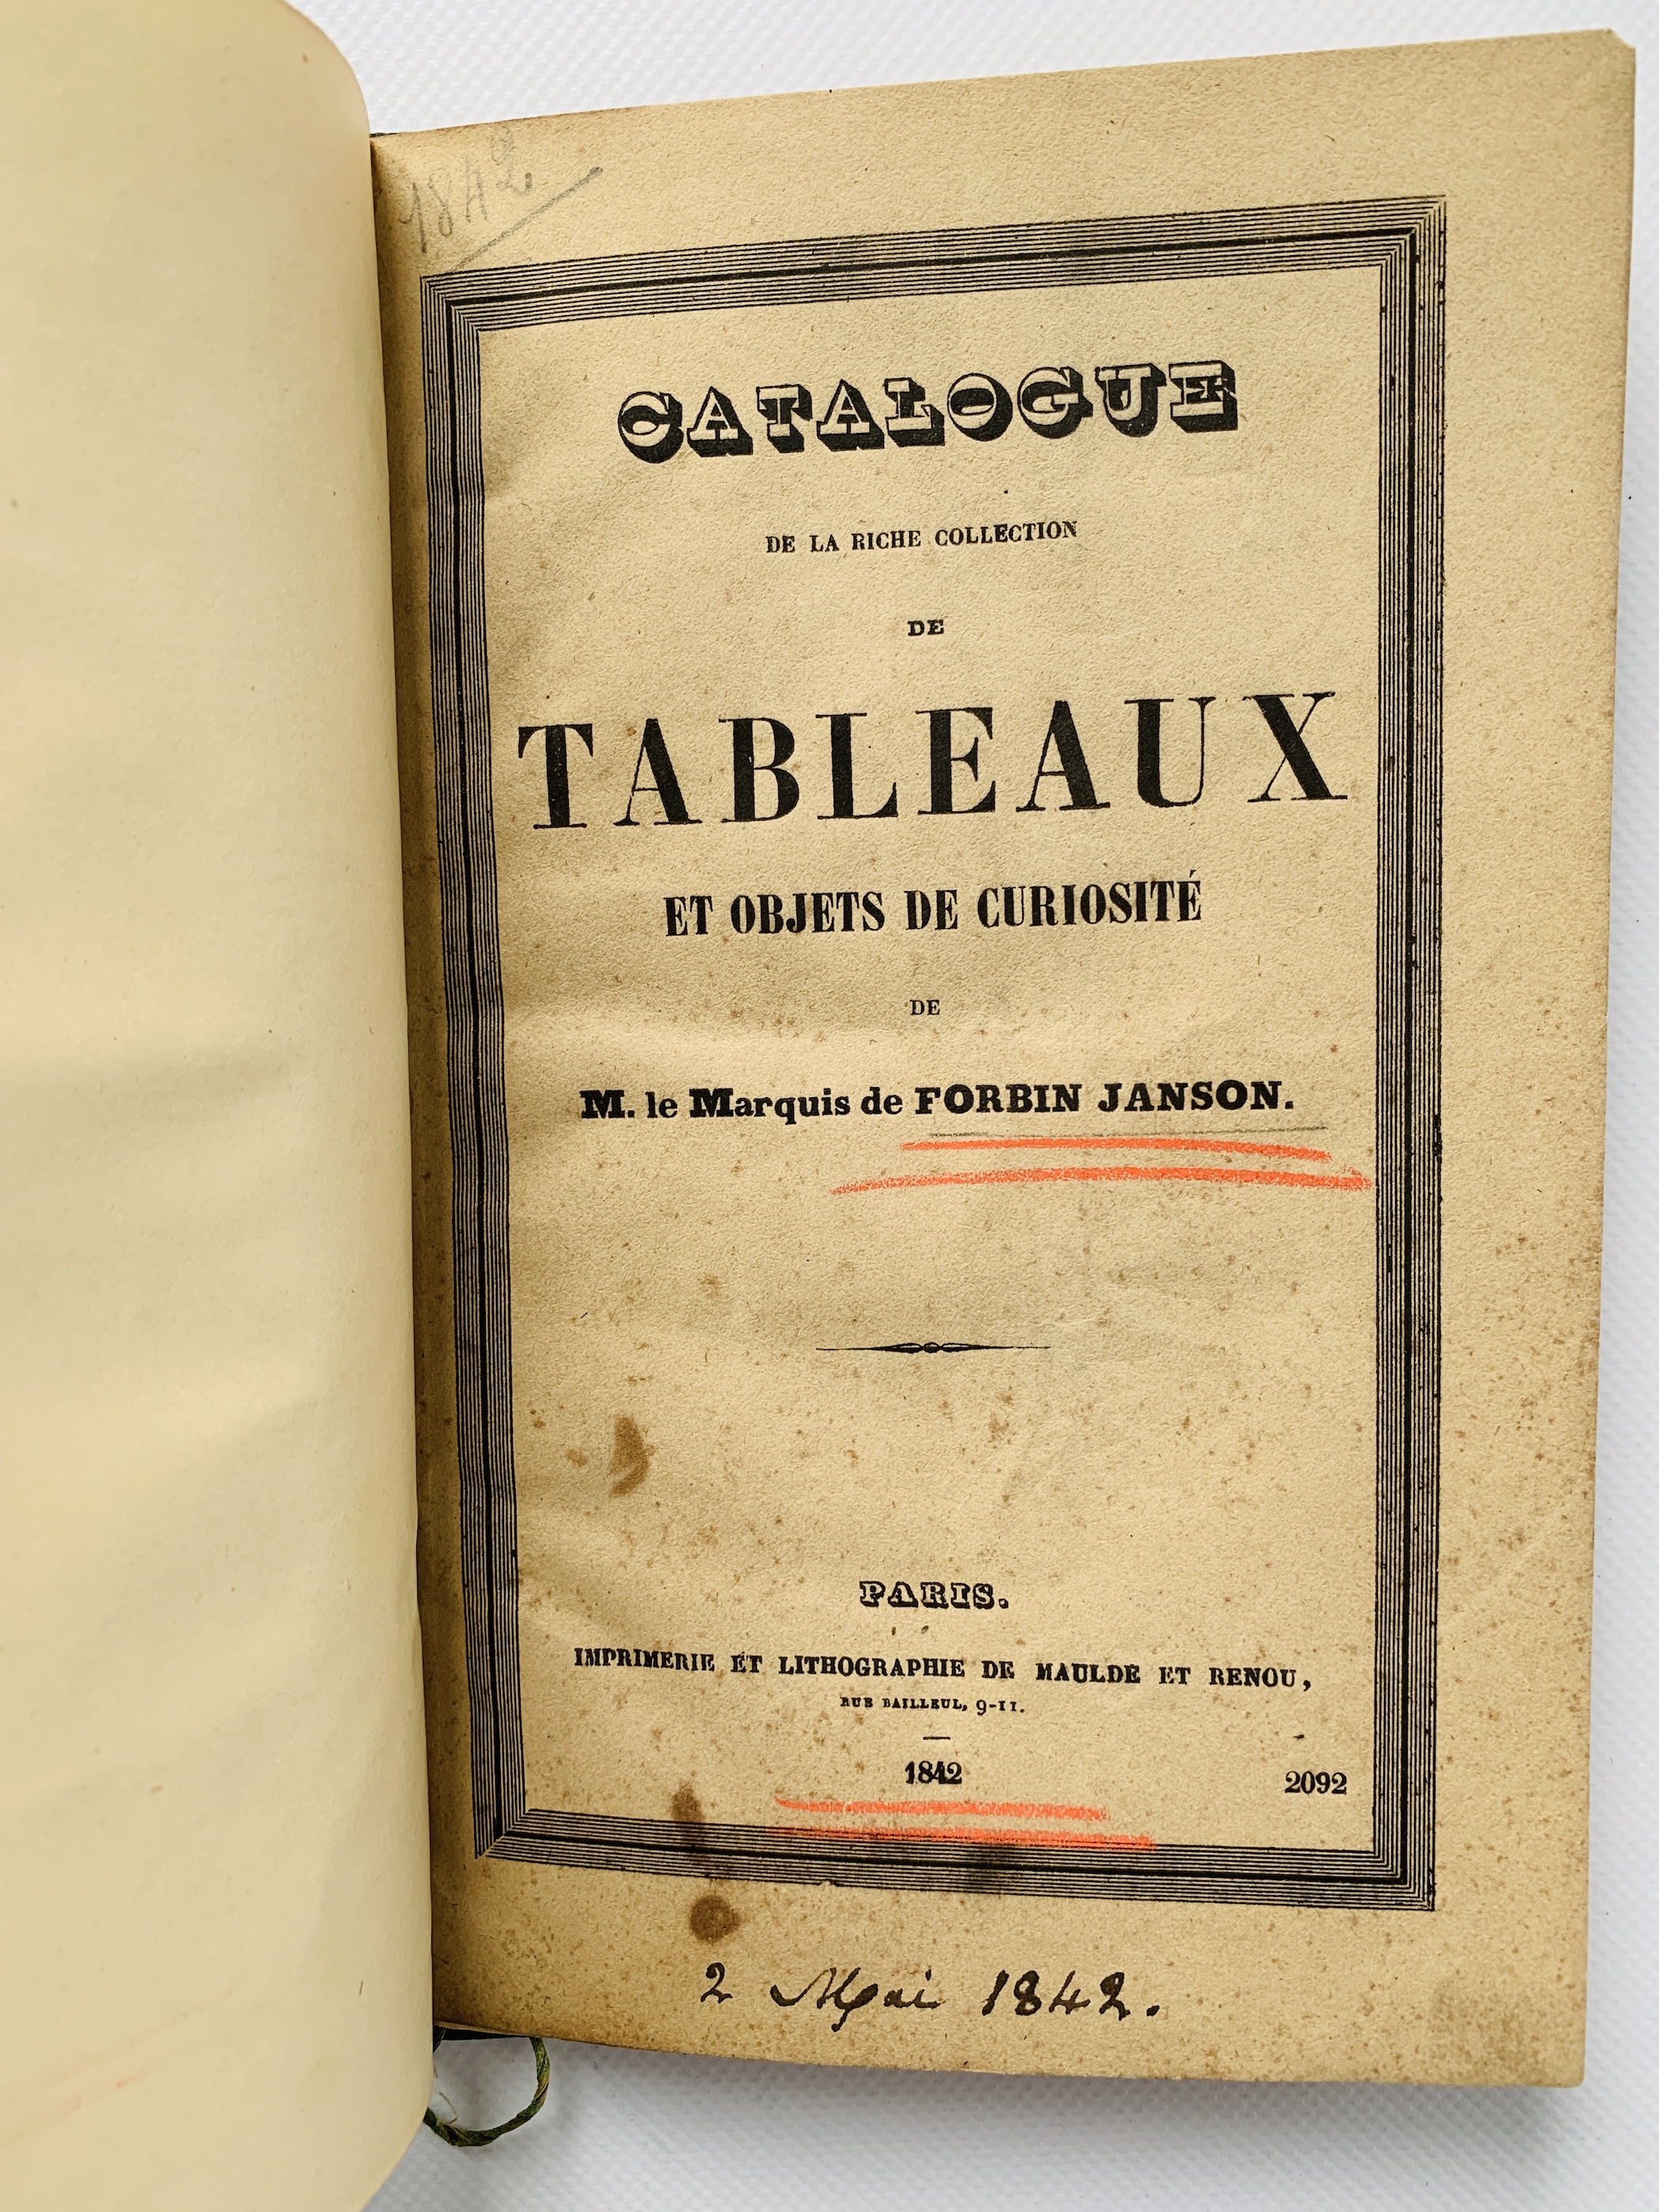 1842
CATALOGUE
DE LA RICHE COLLECTION
DE
TABLEAUX
ET OBJETS DE CURIOSITÉ
DE
M. le Marquis de FORBIN JANSON.
PARIS.
IMPRIMERIE ET LITHOGRAPHIE DE MAULDE ET RENOU,
RUE BAILLEUL, 9-11.
1842
2092
2 Mai 1842.